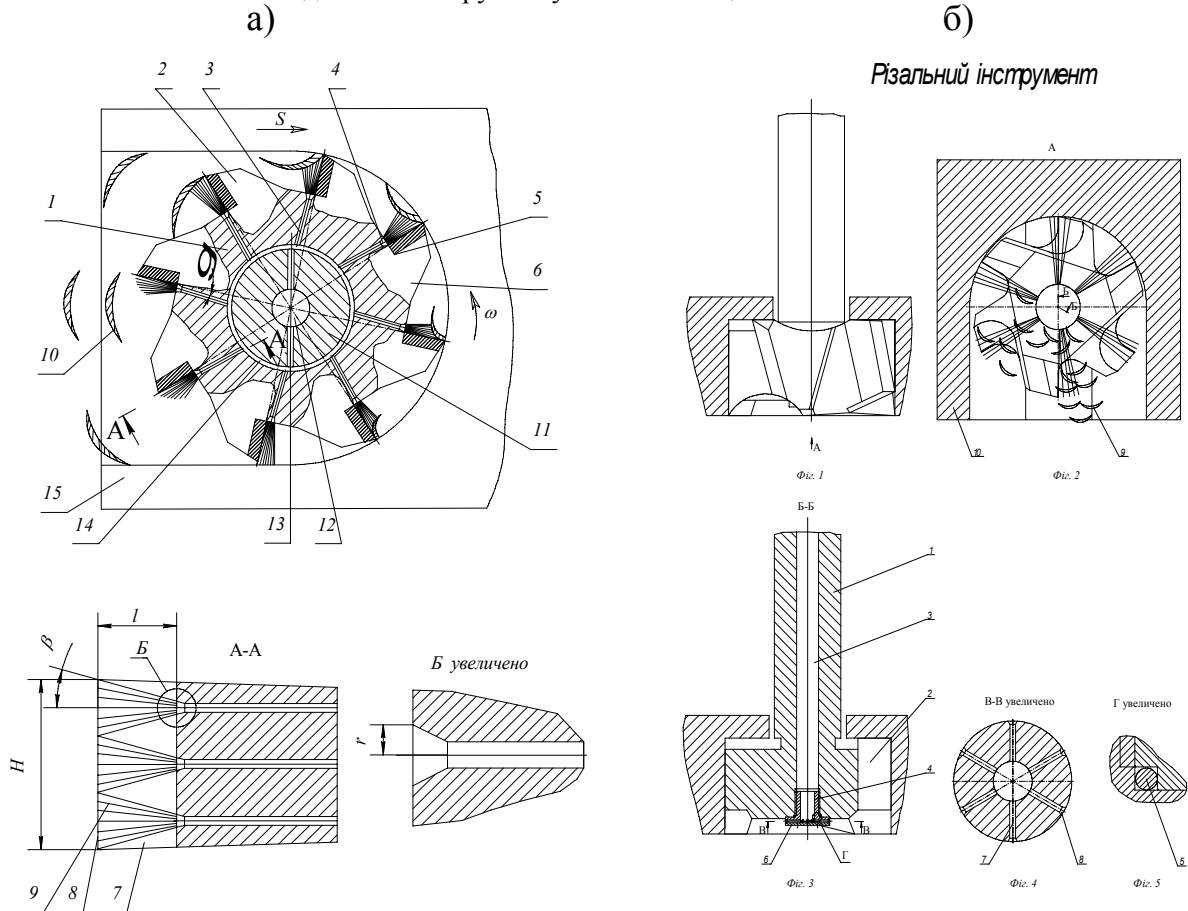 а)
б)
Різальний інструмент
2
3
4
S
1
5
g
6
ω
10
А
А
11
15
14
13
12
А
10
9
А
Фіг. 1
Фіг. 2
Б-Б
1
3
2
4
В
В
6
Г
Фіг. 3
l
β
Б
А-А
Б увеличено
H
r
9
8
7
В-В увеличено
7
8
Фіг. 4
Г увеличено
5
Фіг. 5